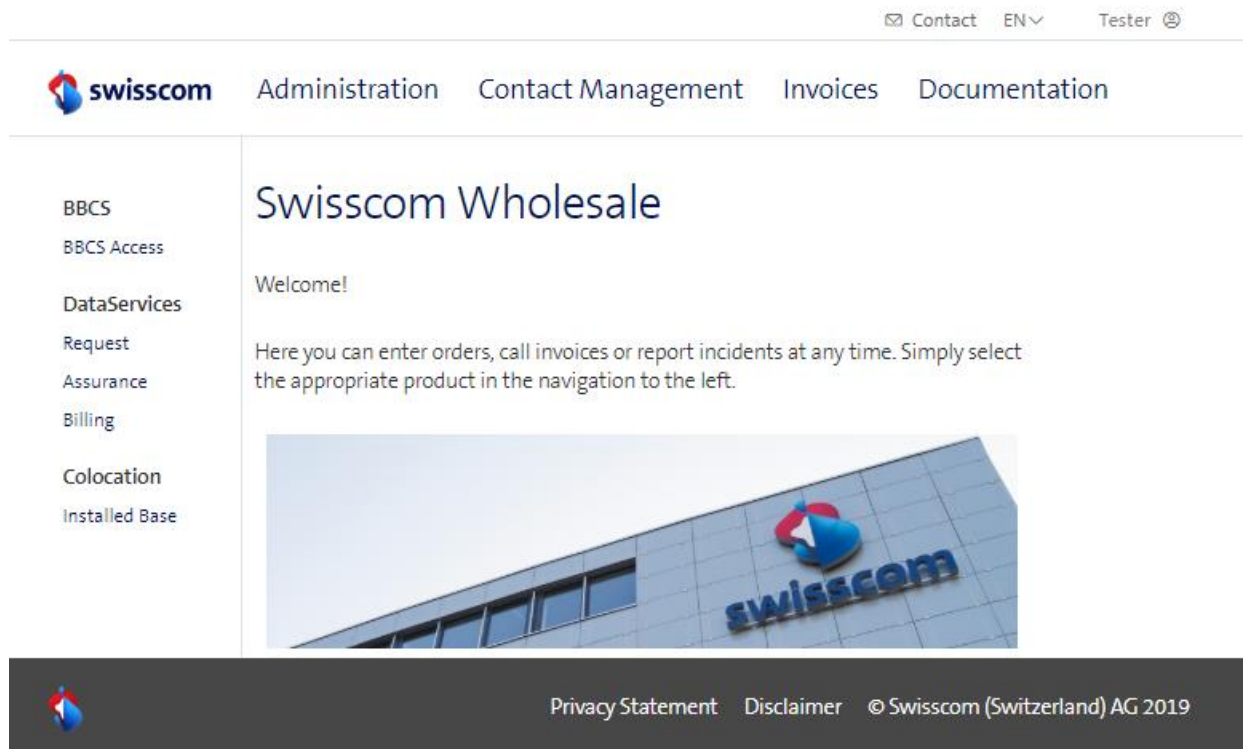 Contact EN Tester
swisscom Administration Contact Management Invoices Documentation
BBCS
BBCS Access
DataServices
Request
Assurance
Billing
Colocation
Installed Base
Swisscom Wholesale
Welcome!
Here you can enter orders, call invoices or report incidents at any time. Simply select
the appropriate product in the navigation to the left.
swisscom
Privacy Statement Disclaimer © Swisscom (Switzerland) AG 2019